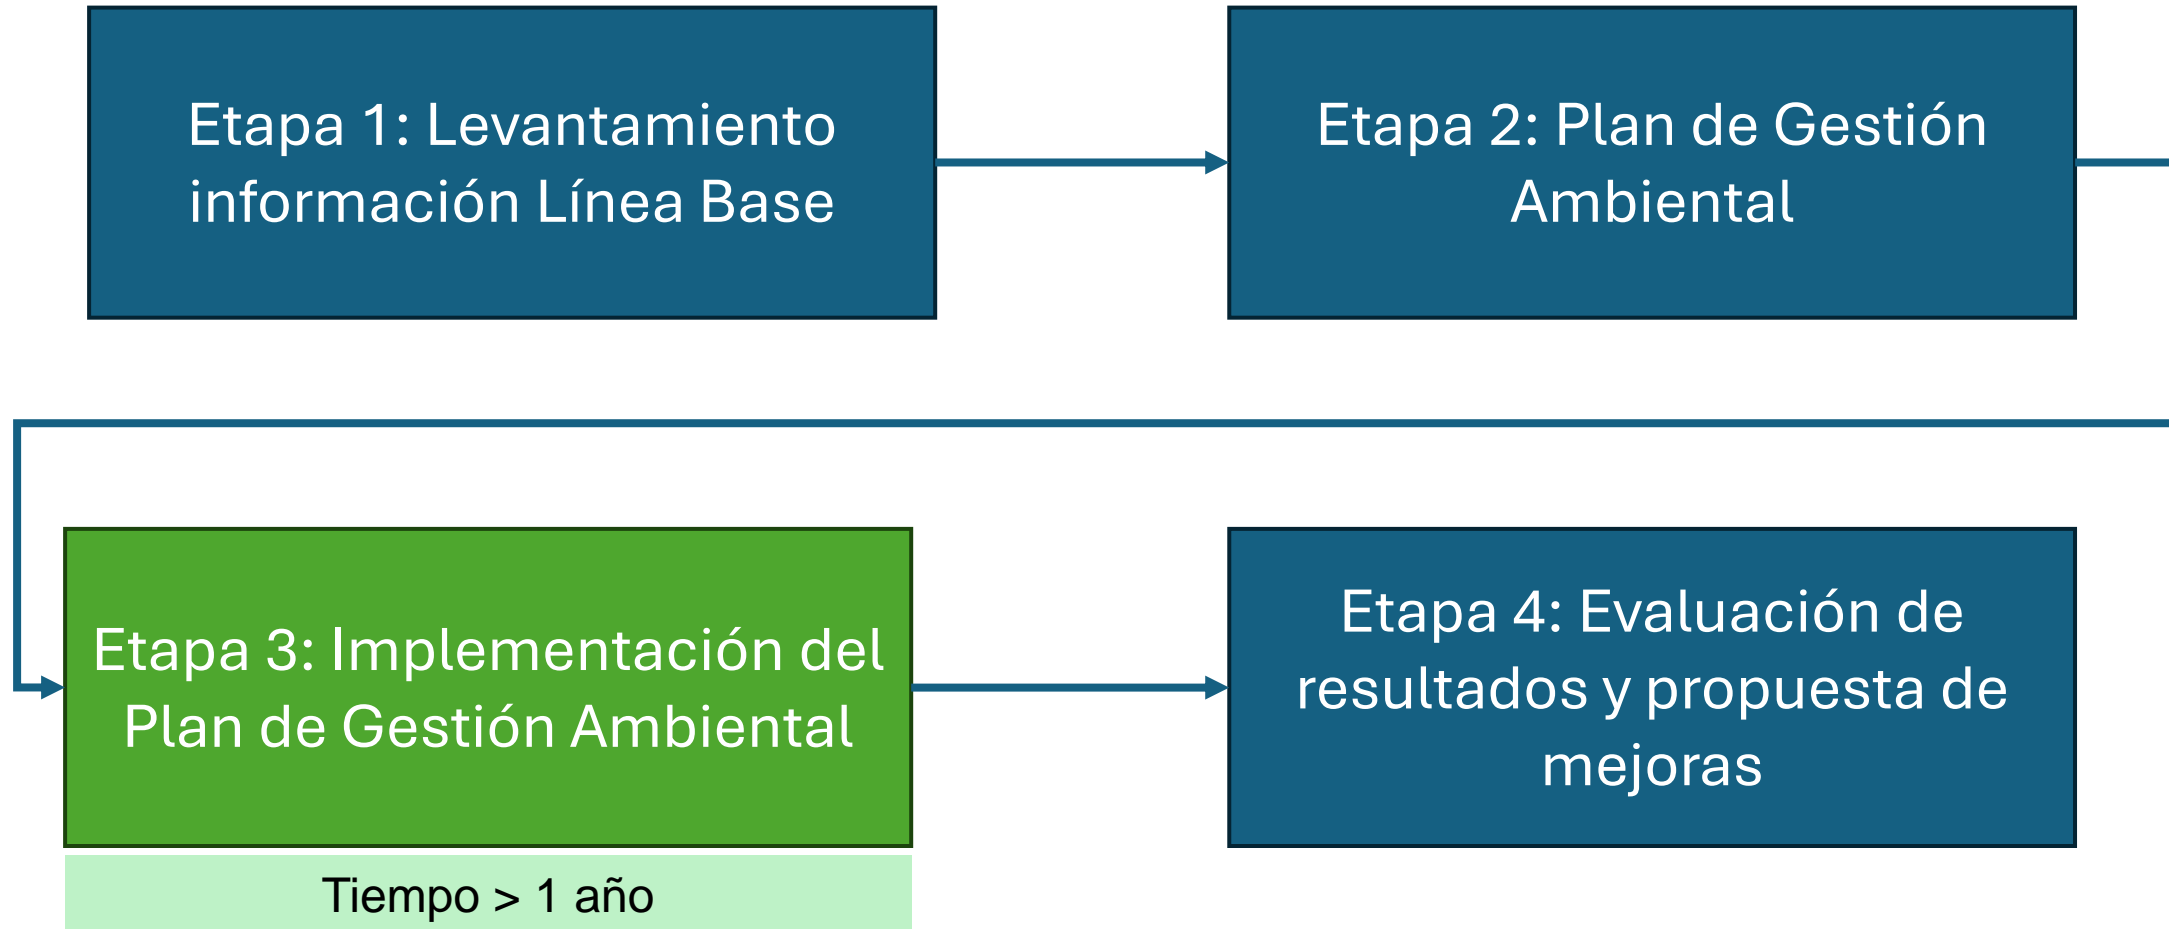 Etapa 1: Levantamiento
información Línea Base
Etapa 2: Plan de Gestión
Ambiental
Etapa 3: Implementación del
Plan de Gestión Ambiental
Tiempo > 1 año
Etapa 4: Evaluación de
resultados y propuesta de
mejoras